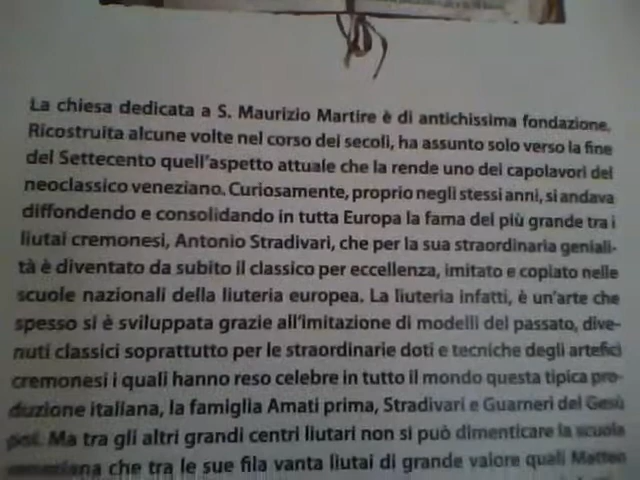 La chiesa dedicata a S. Maurizio Martire è di antichissima fondazione.
Ricostruita alcune volte nel corso dei secoli, ha assunto solo verso la fine
del Settecento quell'aspetto attuale che la rende uno dei capolavori del
neoclassico veneziano. Curiosamente, proprio negli stessi anni, si andava
diffondendo e consolidando in tutta Europa la fama del più grande tra i
liutai cremonesi, Antonio Stradivari, che per la sua straordinaria geniali-
tà è diventato da subito il classico per eccellenza, imitato e copiato nelle
scuole nazionali della liuteria europea. La liuteria infatti, è un'arte che
spesso si è sviluppata grazie all'imitazione di modelli del passato, dive-
nuti classici soprattutto per le straordinarie doti e tecniche degli artefici
cremonesi i quali hanno reso celebre in tutto il mondo questa tipica pro-
duzione italiana, la famiglia Amati prima, Stradivari e Guarneri del Gesù
poi. Ma tra gli altri grandi centri liutari non si può dimenticare la scuola
che tra le sue fila vanta liutai di grande valore quali Matteo